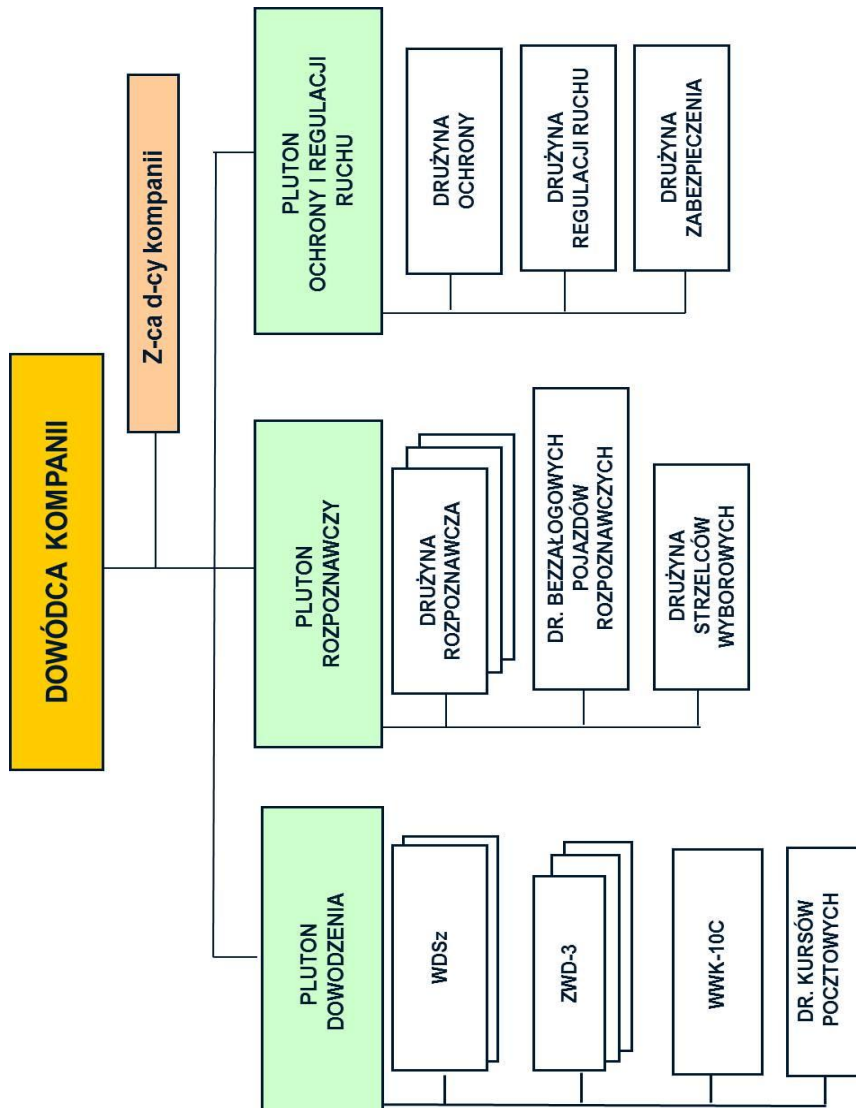 DOWÓDCA KOMPANII
Z-ca d-cy kompanii
PLUTON
DOWODZENIA
WDSz
ZWD-3
WWK-10C
DR. KURSÓW
POCZTOWYCH
PLUTON
ROZPOZNAWCZY
DRUŻYNA
ROZPOZNAWCZA
DR. BEZZAŁOGOWYCH
POJAZDÓW
ROZPOZNAWCZYCH
DRUŻYNA
STRZELCÓW
WYBOROWYCH
PLUTON
OCHRONY I REGULACJI
RUCHU
DRUŻYNA
OCHRONY
DRUŻYNA
REGULACJI RUCHU
DRUŻYNA
ZABEZPIECZENIA